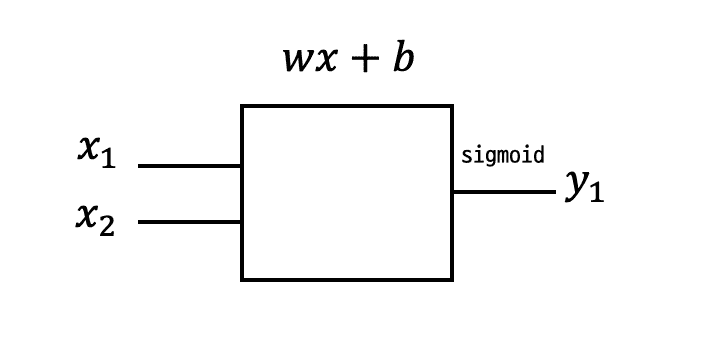 wx + b
x₁
sigmoid
y₁
x₂